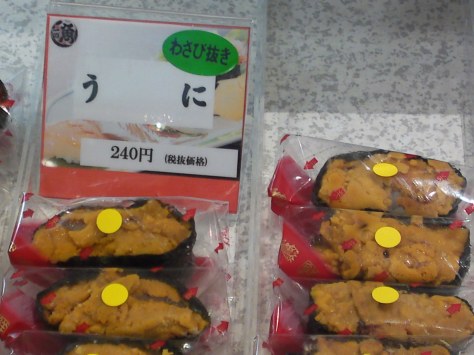 わさび抜き
うに
240円 (税抜価格)